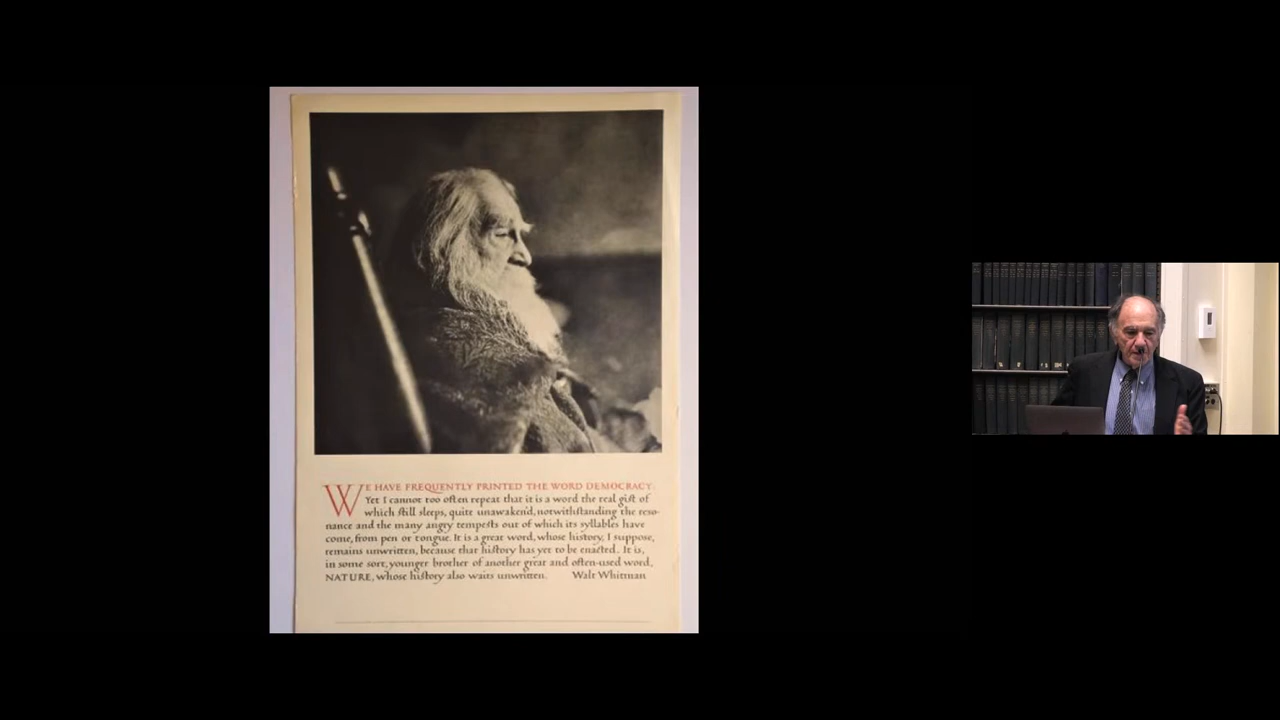 WE HAVE FREQUENTLY PRINTED THE WORD DEMOCRACY.
Yet I cannot too often repeat that it is a word the real gist of
which still sleeps, quite unawaken'd, notwithstanding the reso-
nance and the many angry tempests out of which its syllables have
come, from pen or tongue. It is a great word, whose history, I suppose,
remains unwritten, because that history has yet to be enacted. It is,
in some sort, younger brother of another great and often-used word,
NATURE, whose history also waits unwritten. Walt Whitman